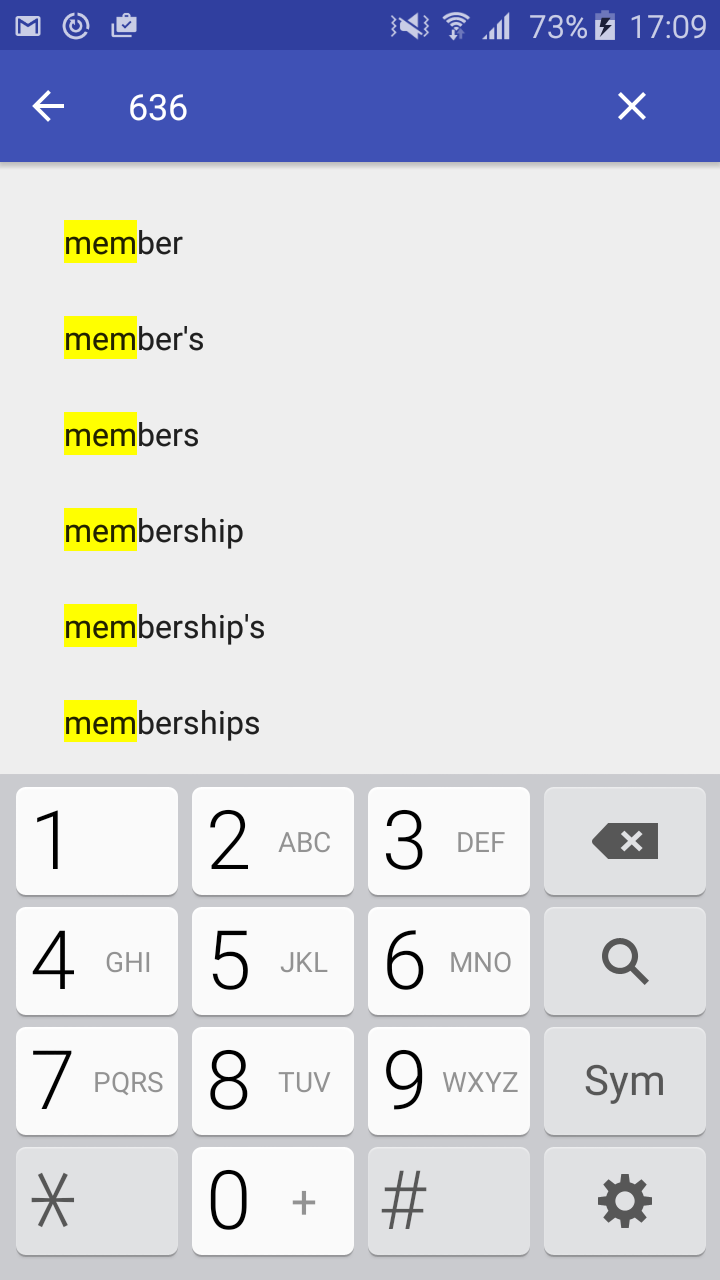 73% 17:09
636
member
member's
members
membership
membership's
memberships
1 2 ABC 3 DEF
4 GHI 5 JKL 6 MNO
7 PQRS 8 TUV 9 WXYZ Sym
* 0 + #